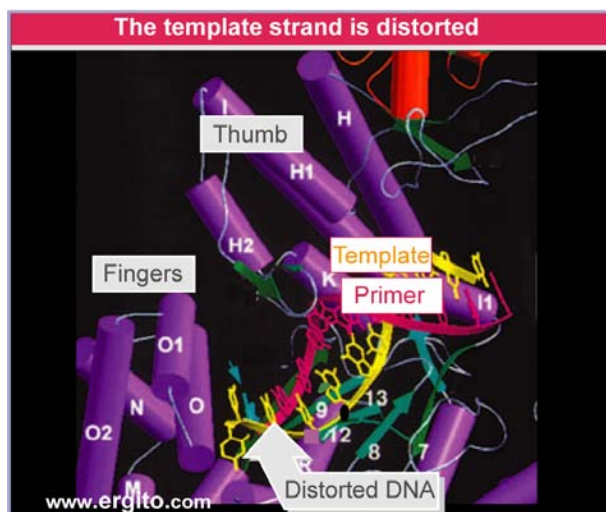 The template strand is distorted
I
H
Thumb
H1
H2
Template
Fingers
K
Primer
I1
O1
N
O
9
13
O2
12
8
7
R
M
Distorted DNA
www.ergito.com